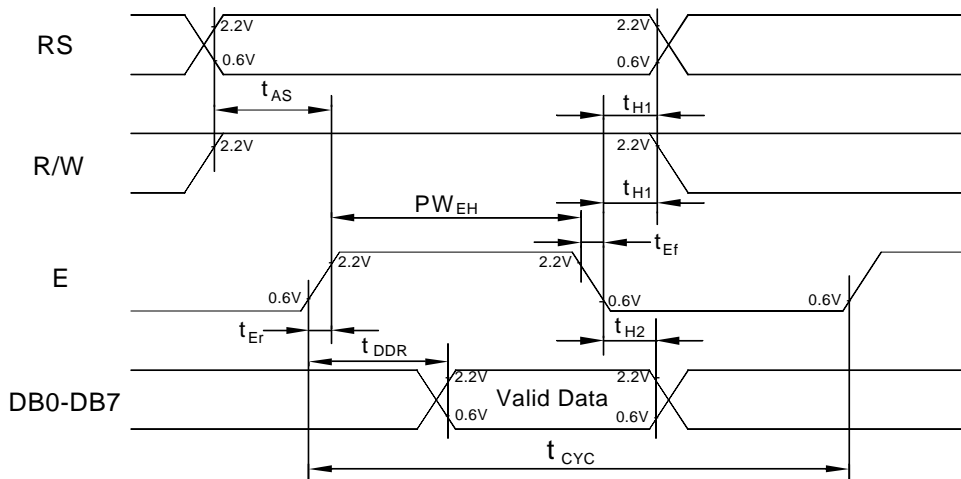 RS
2.2V
2.2V
0.6V
0.6V
tAS
tH1
R/W
2.2V
2.2V
tH1
PWEH
tEf
E
2.2V
2.2V
0.6V
0.6V
0.6V
tEr
tH2
tDDR
DB0-DB7
2.2V
Valid Data
2.2V
0.6V
0.6V
tCYC